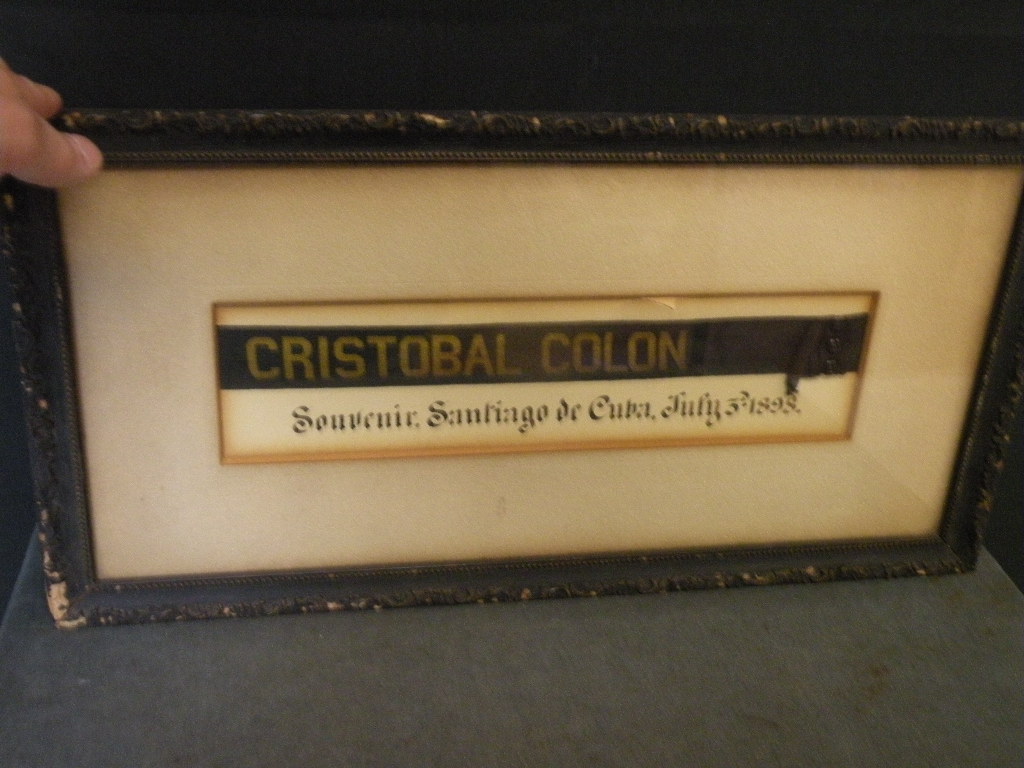 CRISTOBAL COLON
Souvenir. Santiago de Cuba. July 3ᵈ 1898.